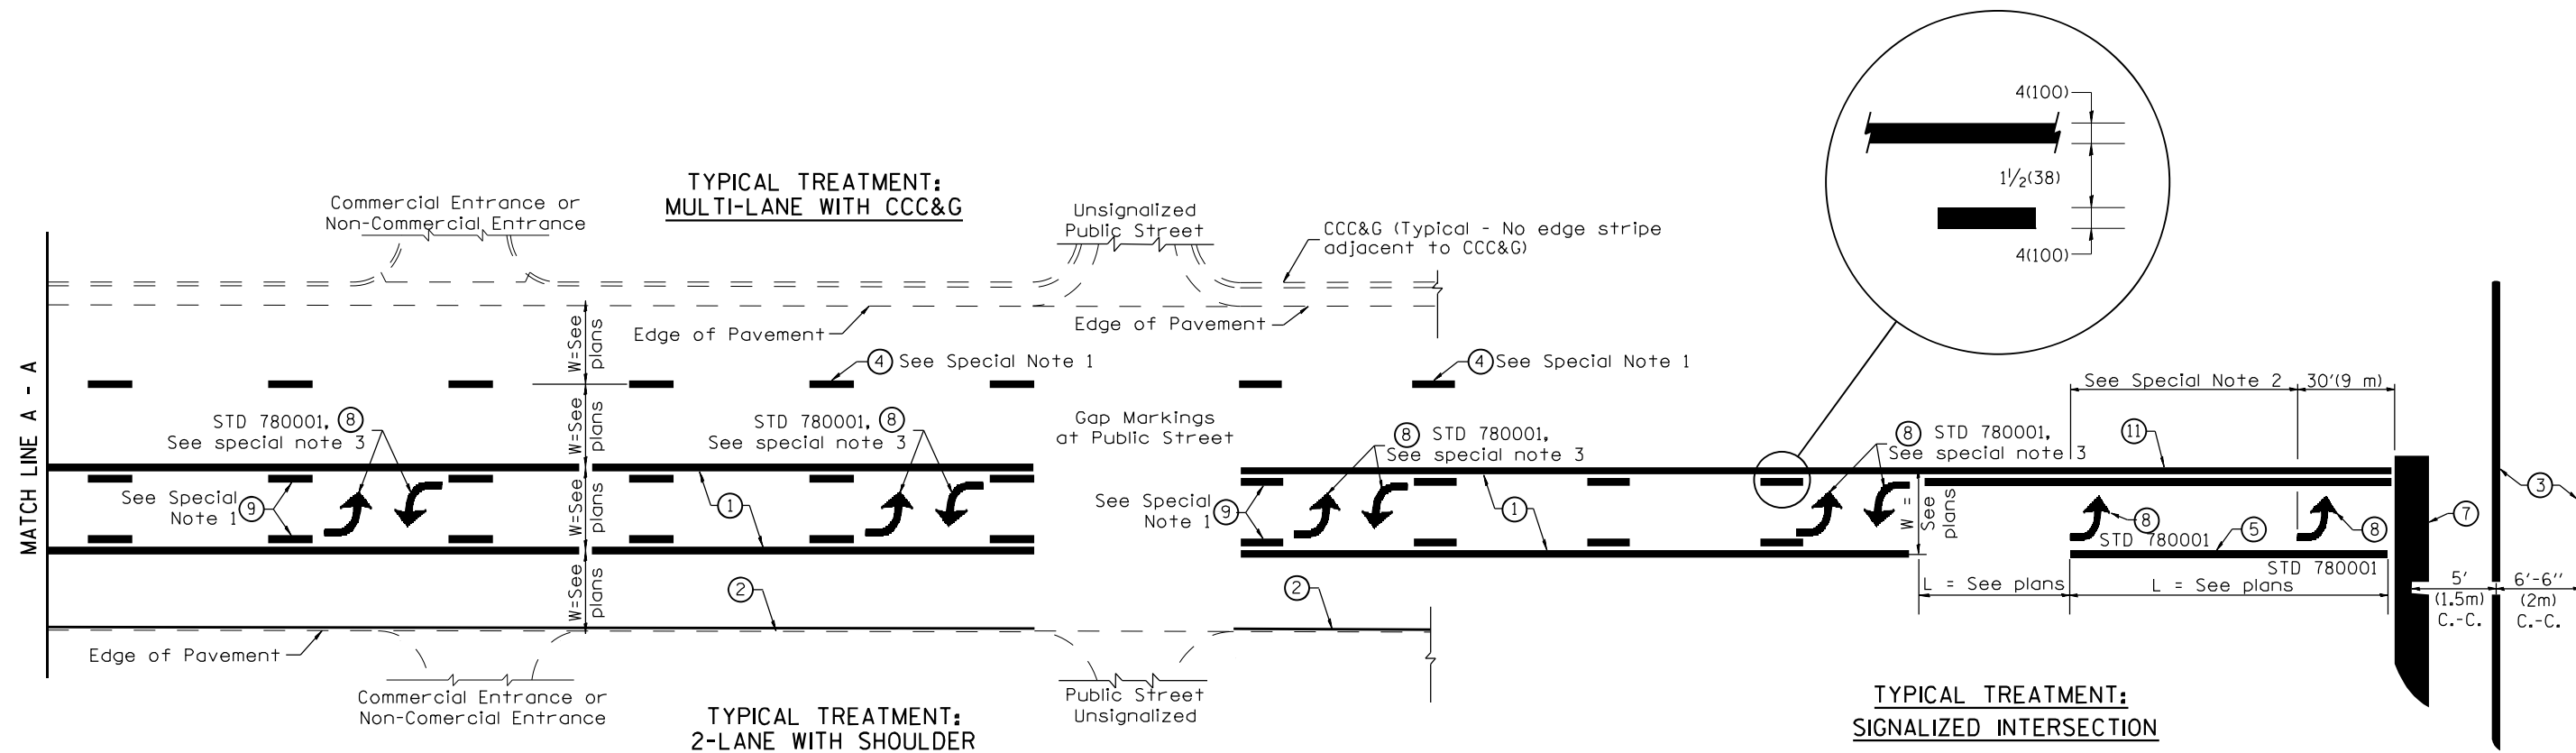 4(100)
1 1/2(38)
4(100)
TYPICAL TREATMENT:
MULTI-LANE WITH CCC&G
Commercial Entrance or
Non-Commercial Entrance
Unsignalized
Public Street
CCC&G (Typical - No edge stripe
adjacent to CCC&G)
MATCH LINE A - A
W=See
plans
Edge of Pavement
Edge of Pavement
4 See Special Note 1
4 See Special Note 1
See Special Note 2
30'(9 m)
STD 780001, 8
See special note 3
W=See
plans
STD 780001, 8
See special note 3
Gap Markings
at Public Street
8 STD 780001,
See special note 3
8 STD 780001,
See special note 3
11
See Special
Note 1
9
W=See
plans
1
See Special
Note 1
9
1
W =
See
plans
8
STD 780001
5
8
7
3
STD 780001
W=See
plans
2
2
L = See plans
L = See plans
5'
(1.5m)
C.-C.
6'-6"
(2m)
C.-C.
Edge of Pavement
Commercial Entrance or
Non-Comercial Entrance
Public Street
Unsignalized
TYPICAL TREATMENT:
2-LANE WITH SHOULDER
TYPICAL TREATMENT:
SIGNALIZED INTERSECTION